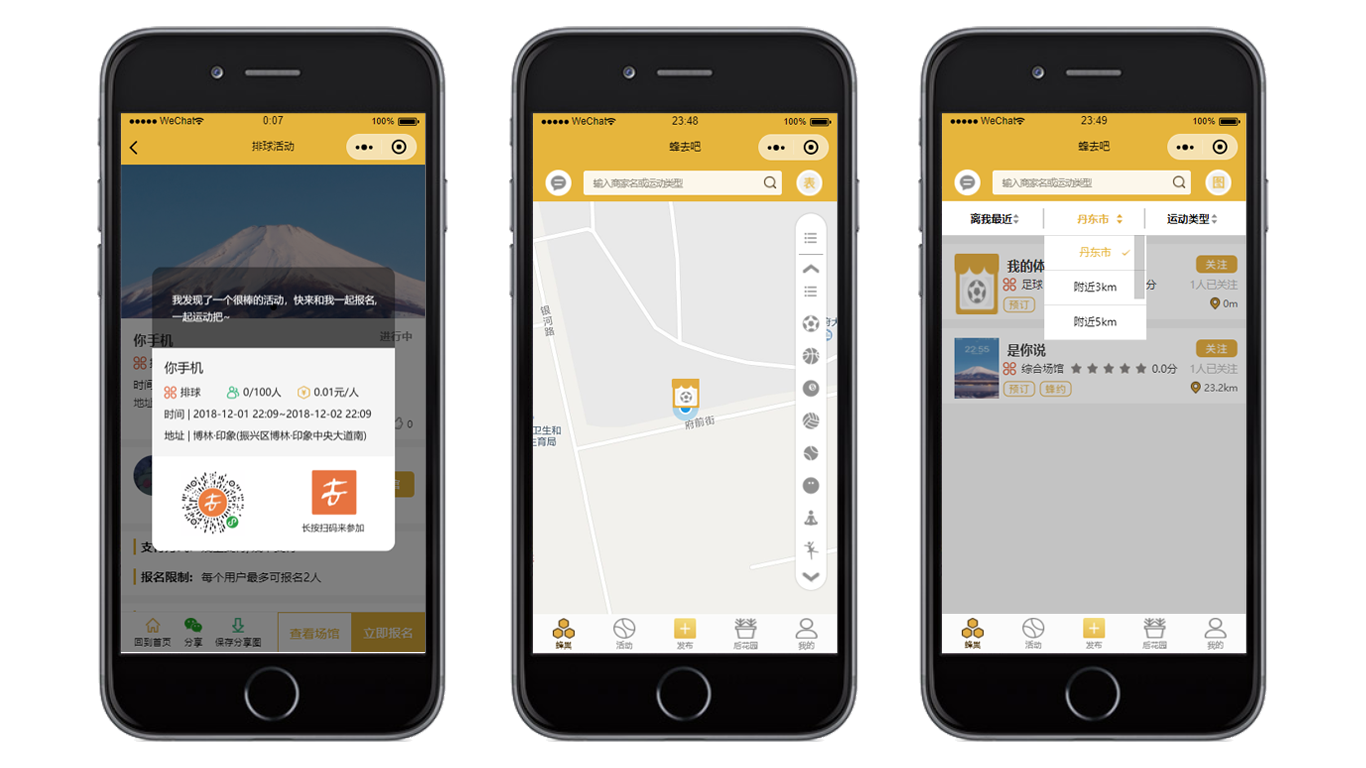 WeChat
0:07
100%
排球活动
我发现了一个很棒的活动，快来和我一起报名，
一起运动把~
你手机
进行中
时间
地址
0
你手机
排球
0/100人
0.01元/人
时间 | 2018-12-01 22:09~2018-12-02 22:09
地址 | 博林·印象(振兴区博林·印象中央大道南)
长按扫码来参加
报名限制: 每个用户最多可报名2人
回到首页
分享
保存分享图
查看场馆
立即报名
WeChat
23:48
100%
蜂去吧
输入商家名或运动类型
表
银河路
府前街
卫生和
生育局
蜂巢
活动
发布
后花园
我的
WeChat
23:49
100%
蜂去吧
输入商家名或运动类型
图
离我最近
丹东市
运动类型
丹东市
附近3km
附近5km
我的体
足球
分
预订
关注
1人已关注
0m
22:55
是你说
综合场馆
0.0分
预订
蜂约
关注
1人已关注
23.2km
蜂巢
活动
发布
后花园
我的